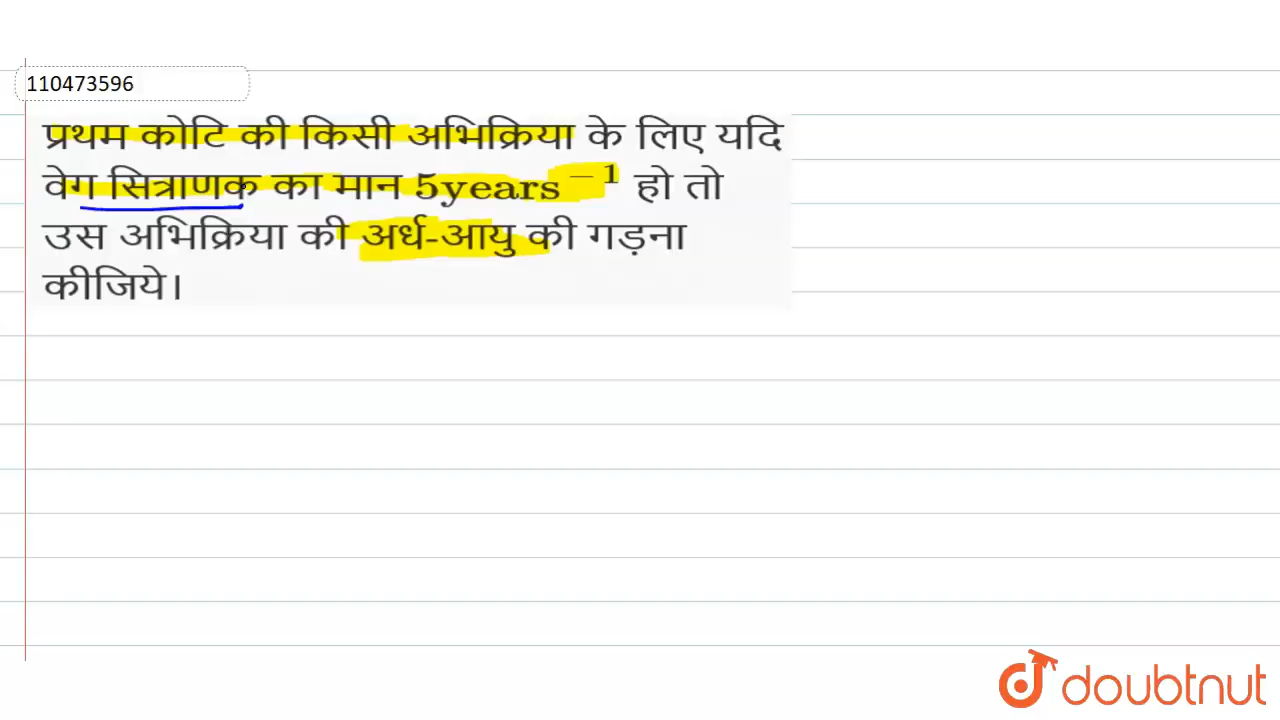 110473596
प्रथम कोटि की किसी अभिक्रिया के लिए यदि
वेग सित्राणक का मान 5years⁻¹ हो तो
उस अभिक्रिया की अर्ध-आयु की गड़ना
कीजिये।
doubtnut